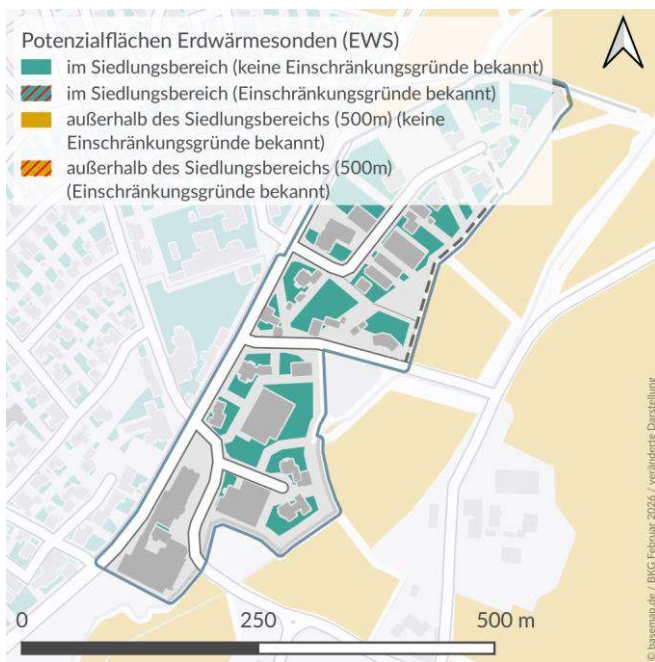 Potenzialflächen Erdwärmesonden (EWS)
im Siedlungsbereich (keine Einschränkungsgründe bekannt)
im Siedlungsbereich (Einschränkungsgründe bekannt)
außerhalb des Siedlungsbereichs (500m) (keine
Einschränkungsgründe bekannt)
außerhalb des Siedlungsbereichs (500m)
(Einschränkungsgründe bekannt)
0 250 500 m
© basemap.de / BKG Februar 2026 / veränderte Darstellung